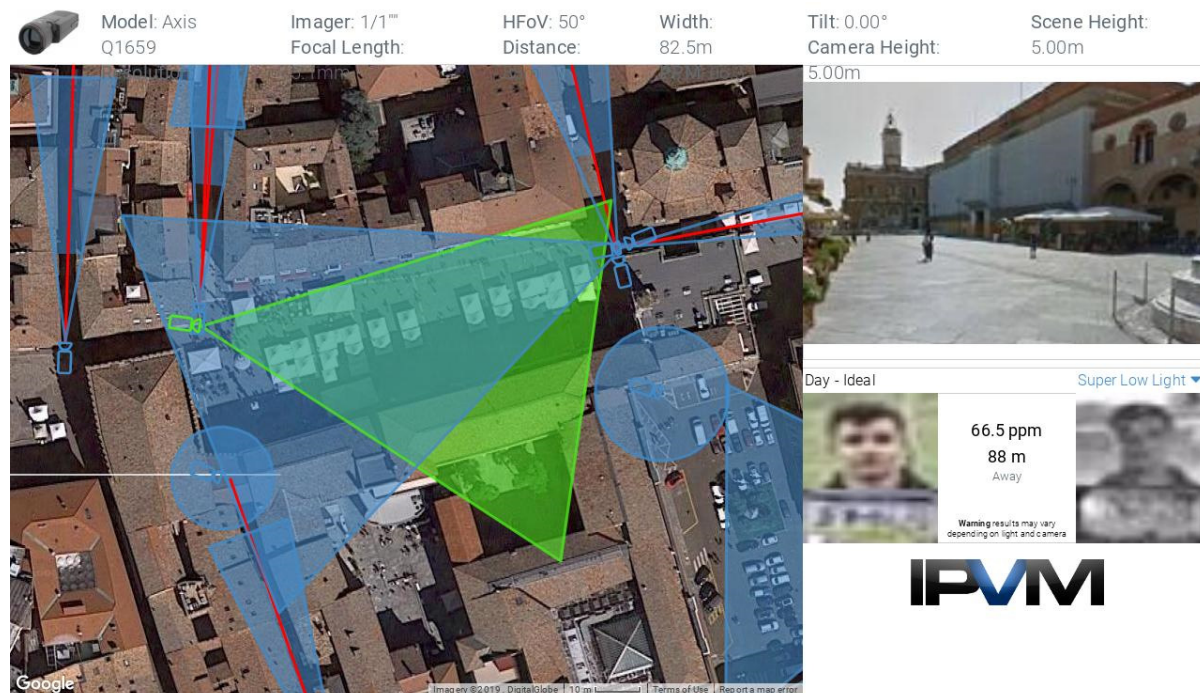 Model: Axis
Q1659
Imager: 1/1""
Focal Length:
HFoV: 50°
Distance:
Width:
82.5m
Tilt: 0.00°
Camera Height:
5.00m
Scene Height:
5.00m
Day - Ideal
Super Low Light
66.5 ppm
88 m
Away
Warning results may vary
depending on light and camera
IPVM
Google
Imagery ©2019 , DigitalGlobe
10 m
Terms of Use
Report a map error